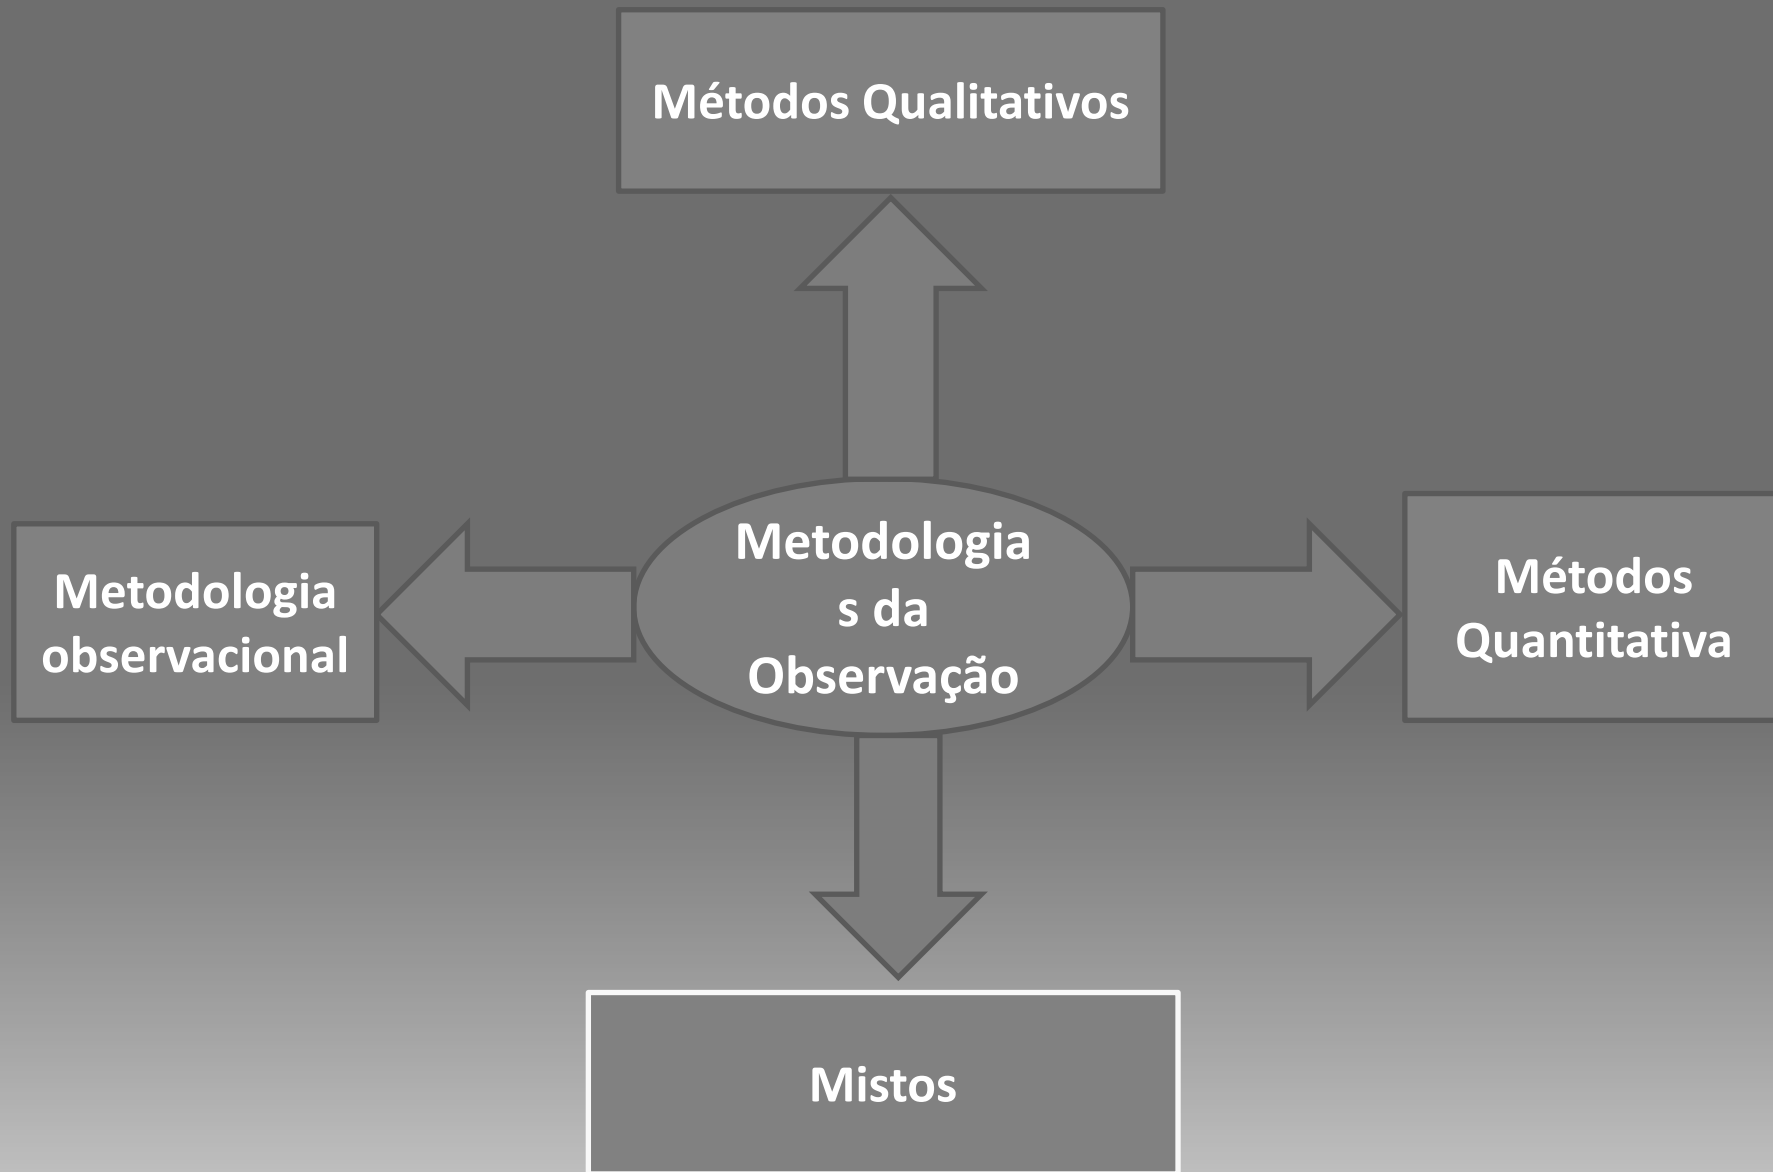 Métodos Qualitativos
Metodologia
observacional
Metodologia
s da
Observação
Métodos
Quantitativa
Mistos